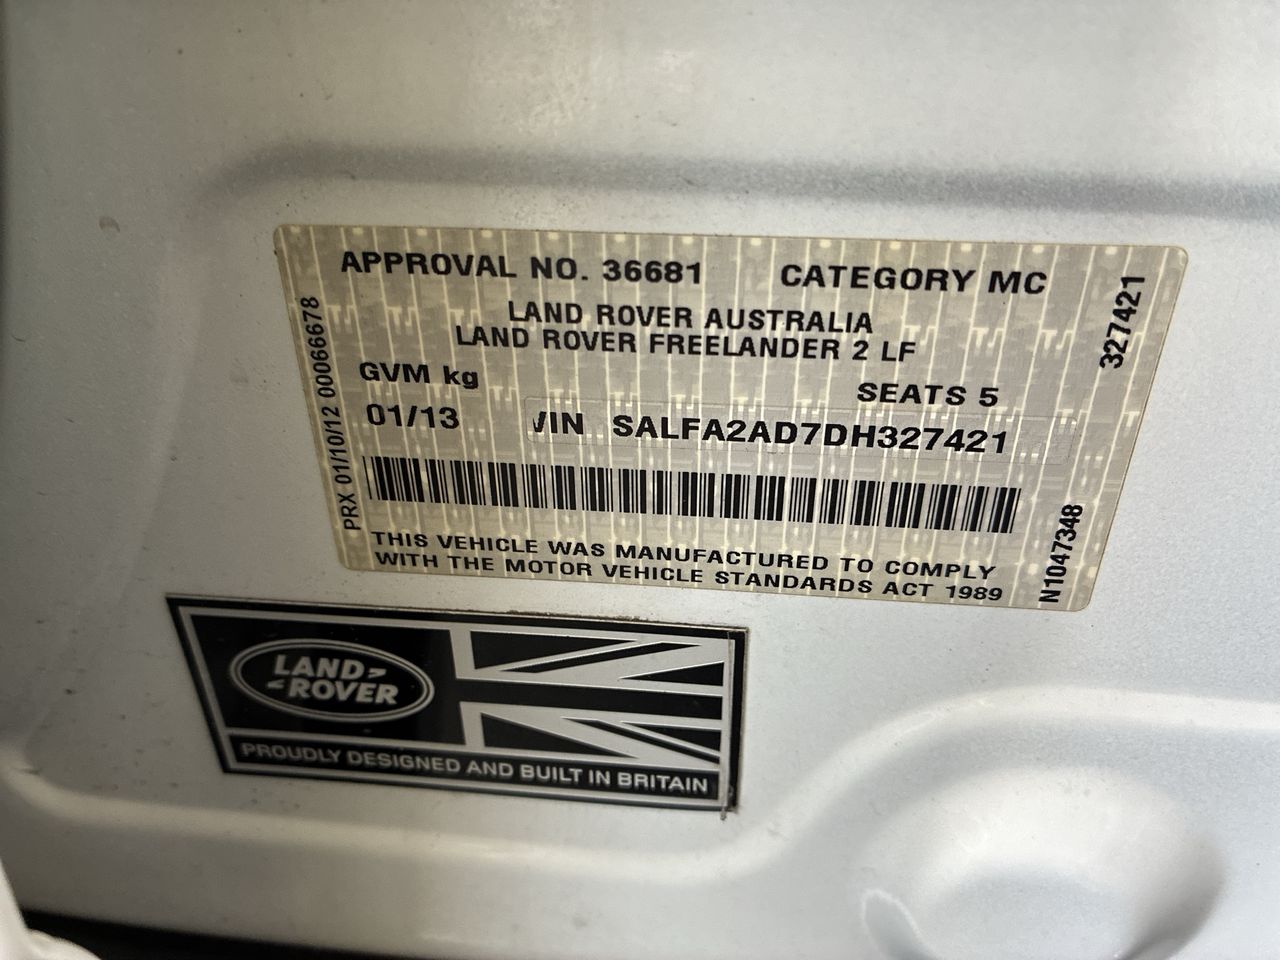 APPROVAL NO. 36681 CATEGORY MC
LAND ROVER AUSTRALIA
LAND ROVER FREELANDER 2 LF
GVM kg SEATS 5
01/13 VIN SALFA2AD7DH327421
THIS VEHICLE WAS MANUFACTURED TO COMPLY
WITH THE MOTOR VEHICLE STANDARDS ACT 1989
PRX 01/10/12 00066678
327421
N1047348
LAND
ROVER
PROUDLY DESIGNED AND BUILT IN BRITAIN